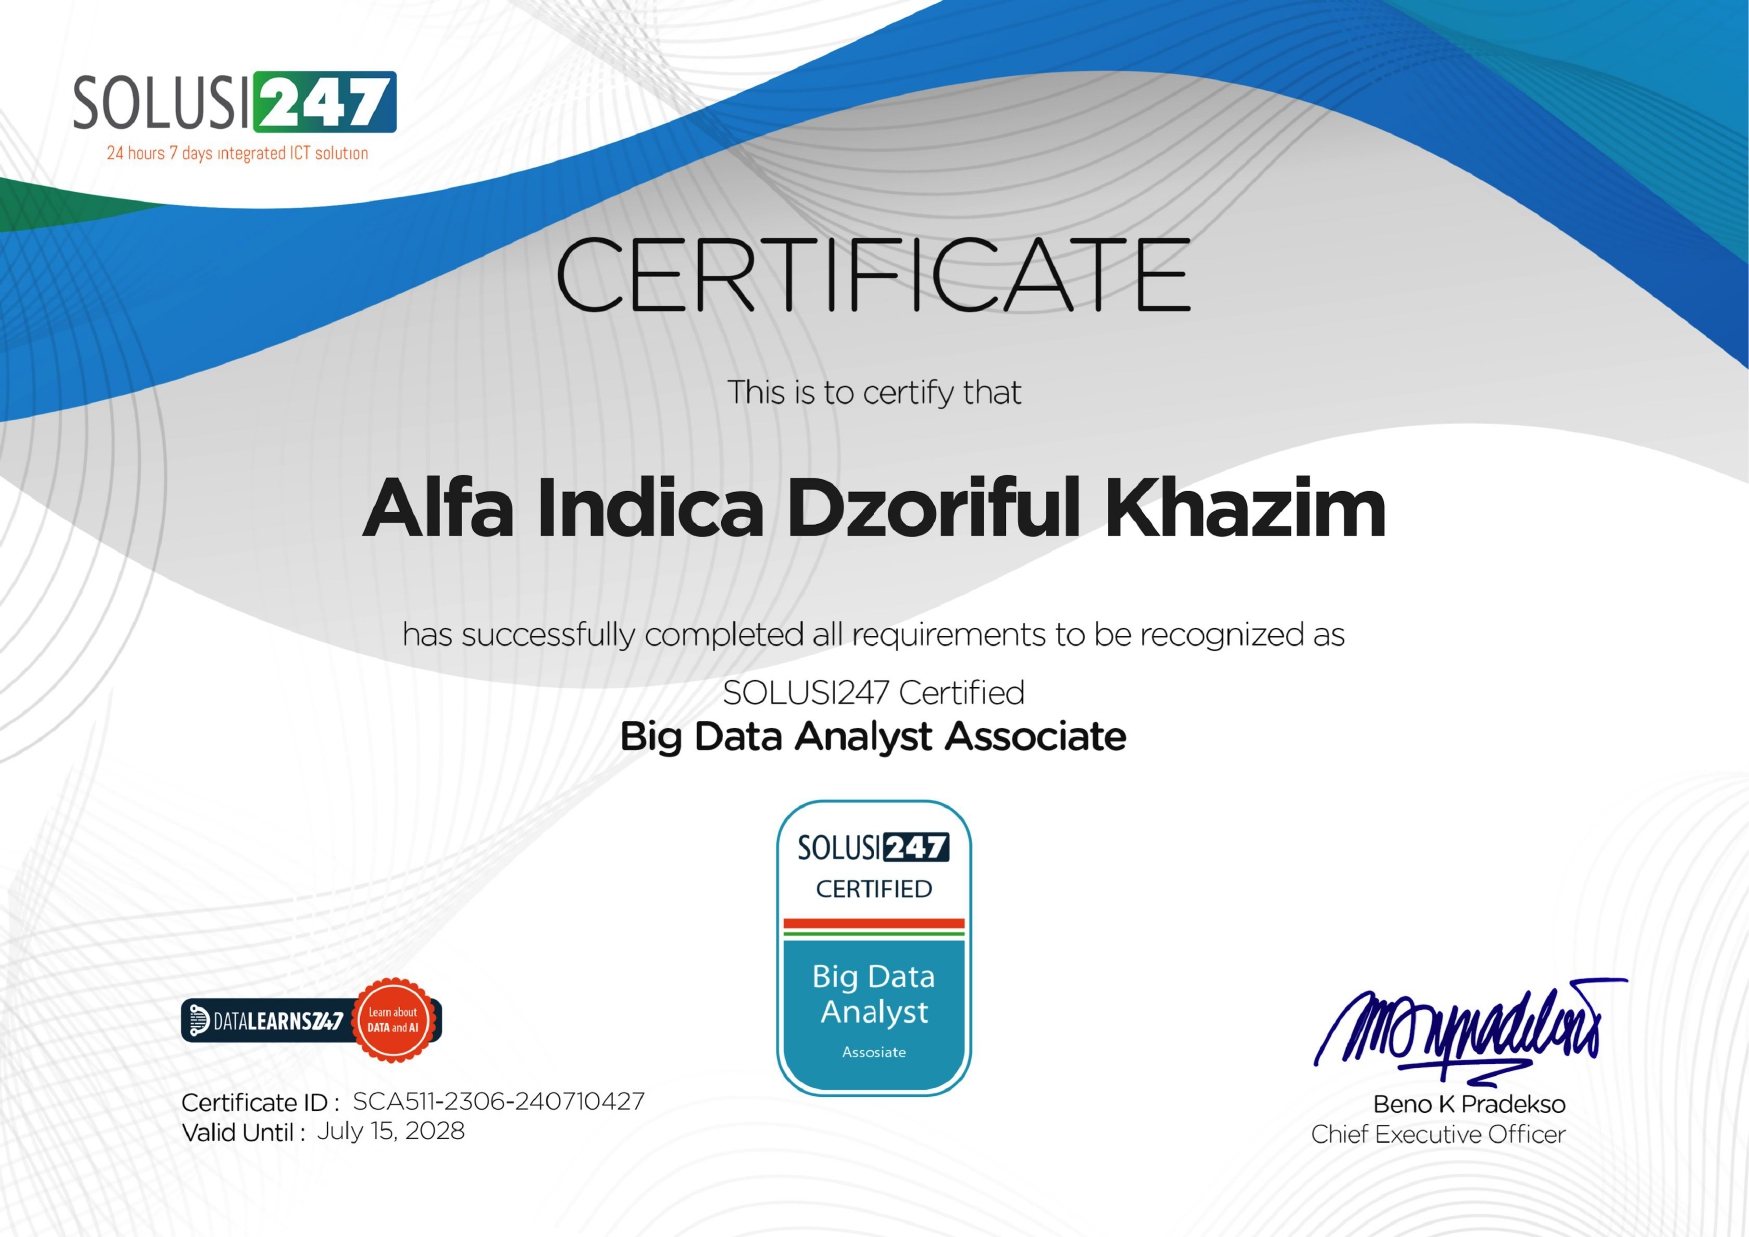 SOLUSI247
24 hours 7 days integrated ICT solution
CERTIFICATE
This is to certify that
Alfa Indica Dzoriful Khazim
has successfully completed all requirements to be recognized as
SOLUSI247 Certified
Big Data Analyst Associate
SOLUSI247
CERTIFIED
Big Data
Analyst
Assosiate
DATALEARNS247
Learn about
DATA and AI
Certificate ID : SCA511-2306-240710427
Valid Until : July 15, 2028
Beno K Pradekso
Chief Executive Officer